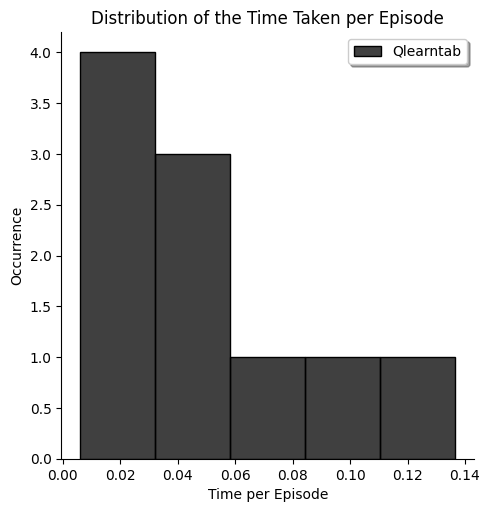 Distribution of the Time Taken per Episode
Qlearntab
4.0
3.5
3.0
2.5
2.0
1.5
1.0
0.5
0.0
Occurrence
0.00 0.02 0.04 0.06 0.08 0.10 0.12 0.14
Time per Episode